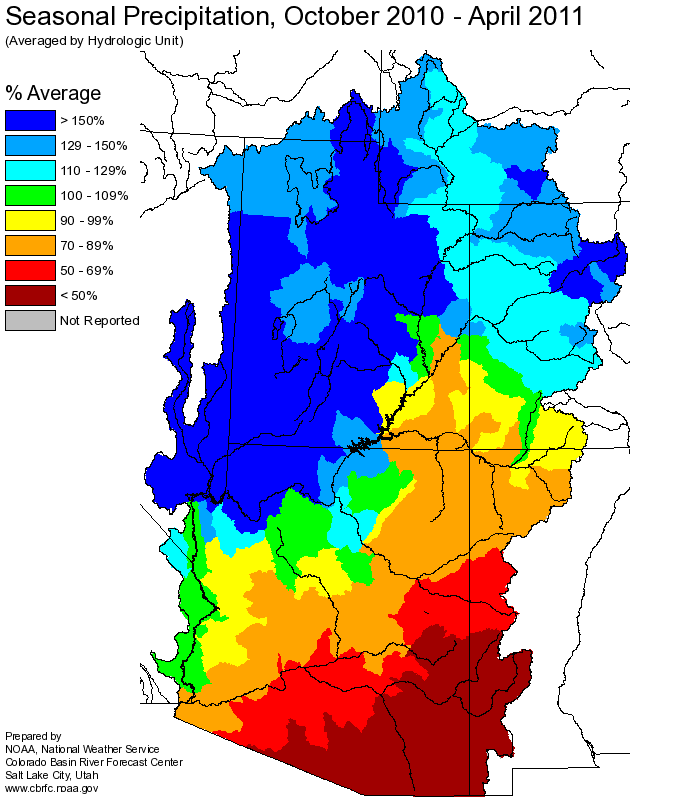 Seasonal Precipitation, October 2010 - April 2011
(Averaged by Hydrologic Unit)
% Average
> 150%
129 - 150%
110 - 129%
100 - 109%
90 - 99%
70 - 89%
50 - 69%
< 50%
Not Reported
Prepared by
NOAA, National Weather Service
Colorado Basin River Forecast Center
Salt Lake City, Utah
www.cbrfc.noaa.gov